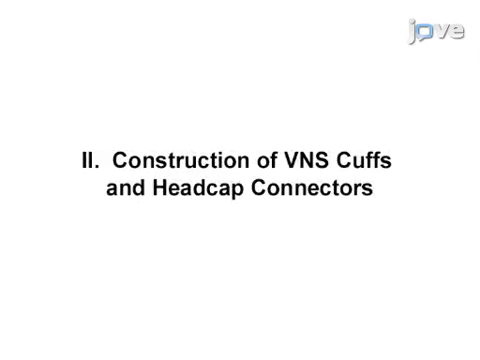 jove
II. Construction of VNS Cuffs
and Headcap Connectors